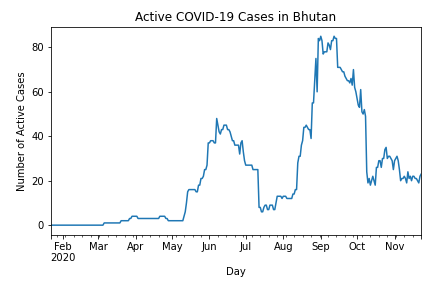 Active COVID-19 Cases in Bhutan
Number of Active Cases
80
60
40
20
0
Feb Mar Apr May Jun Jul Aug Sep Oct Nov
2020
Day